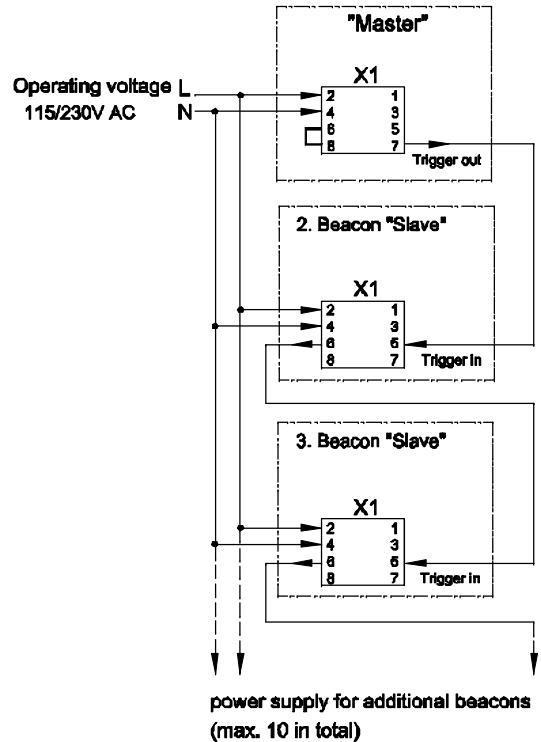 "Master"
X1
Operating voltage L
115/230V AC N
2 1
4 3
6 5
8 7
Trigger out
2. Beacon "Slave"
X1
2 1
4 3
6 5
8 7
Trigger in
3. Beacon "Slave"
X1
2 1
4 3
6 5
8 7
Trigger in
power supply for additional beacons
(max. 10 in total)